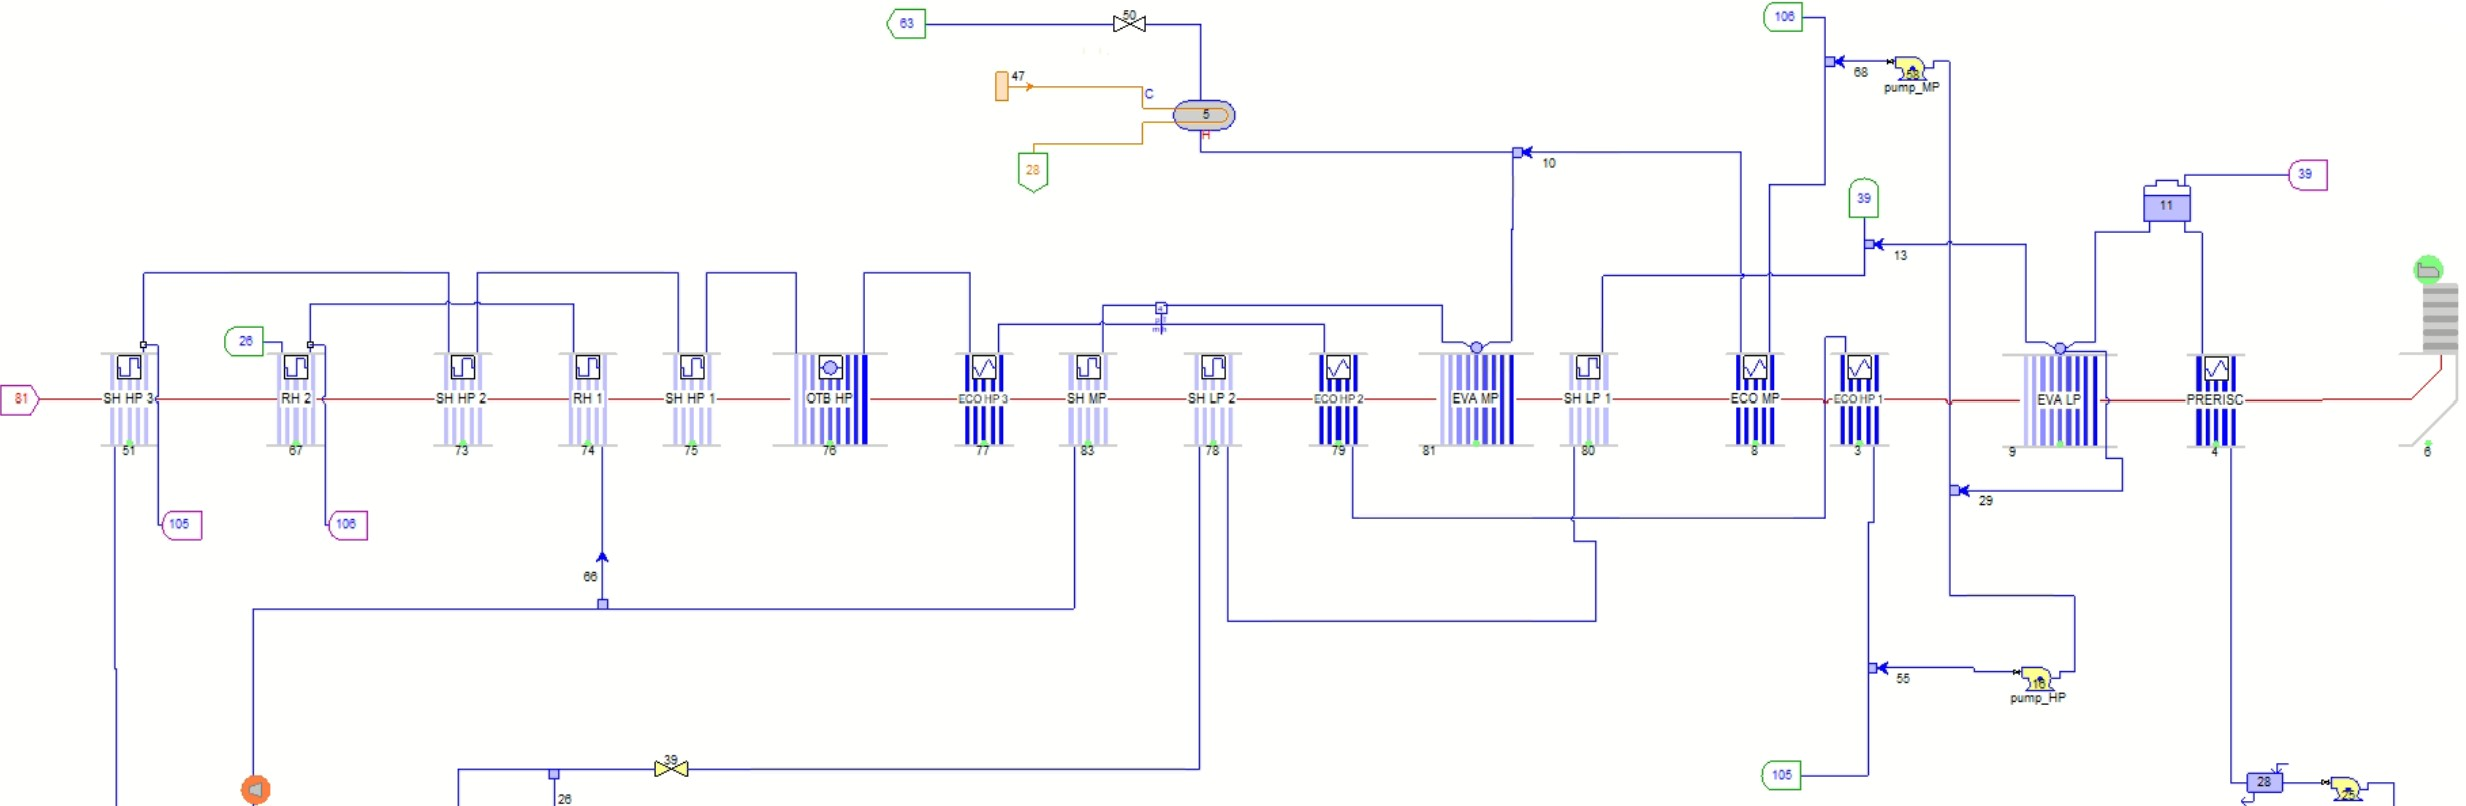 63
50
106
47
C
5
H
68
58
pump_MP
28
10
39
13
11
39
26
81
SH HP 3
RH 2
SH HP 2
RH 1
SH HP 1
OTB HP
ECO HP 3
SH MP
SH LP 2
ECO HP 2
EVA MP
SH LP 1
ECO MP
ECO HP 1
EVA LP
PRERISC
51
67
73
74
75
76
77
83
78
79
81
80
8
3
9
4
6
105
106
29
66
55
16
pump_HP
39
105
26
28
25